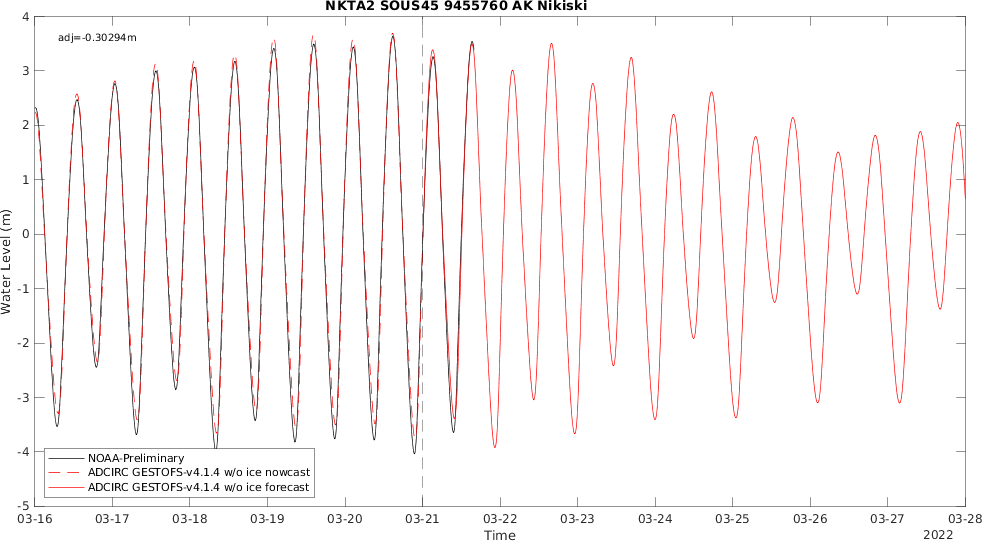 NKTA2 SOUS45 9455760 AK Nikiski
adj=-0.30294m
Water Level (m)
4
3
2
1
0
-1
-2
-3
-4
-5
NOAA-Preliminary
ADCIRC GESTOFS-v4.1.4 w/o ice nowcast
ADCIRC GESTOFS-v4.1.4 w/o ice forecast
03-16 03-17 03-18 03-19 03-20 03-21 03-22 03-23 03-24 03-25 03-26 03-27 03-28
Time
2022